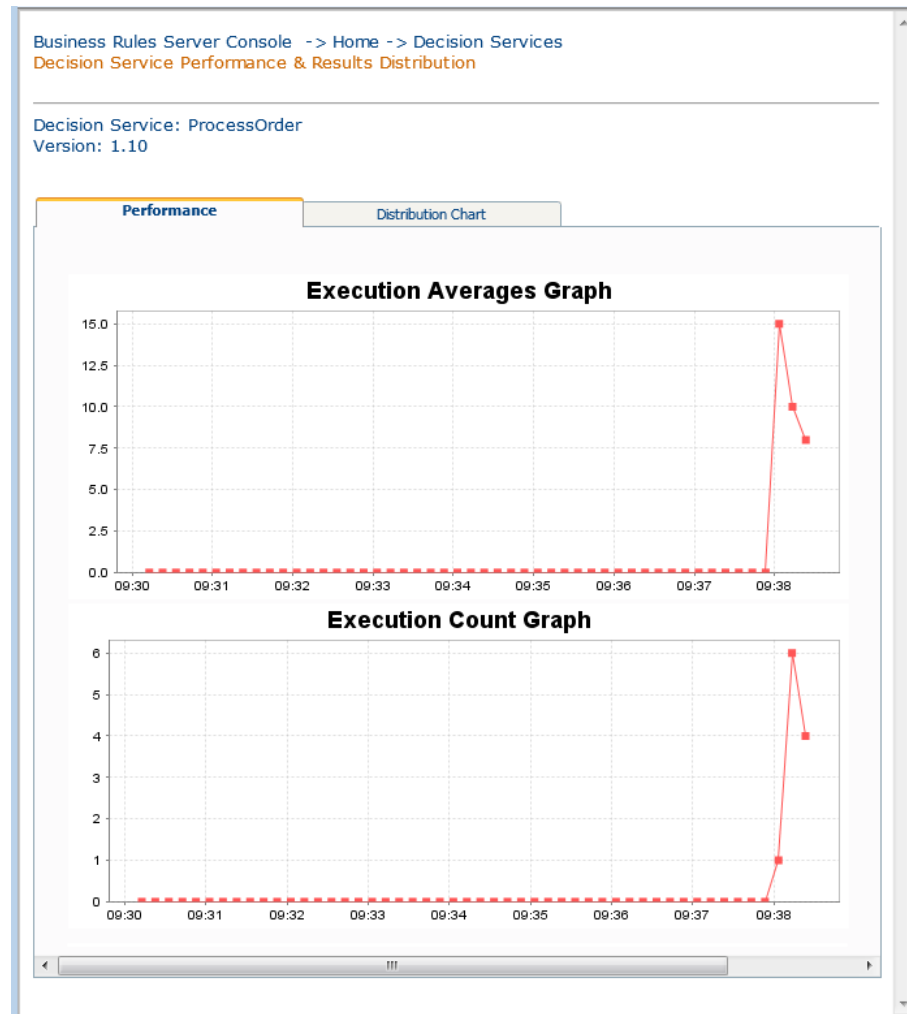 Business Rules Server Console -> Home -> Decision Services
Decision Service Performance & Results Distribution
Decision Service: ProcessOrder
Version: 1.10
Performance Distribution Chart
Execution Averages Graph
15.0
12.5
10.0
7.5
5.0
2.5
0.0
09:30 09:31 09:32 09:33 09:34 09:35 09:36 09:37 09:38
Execution Count Graph
6
5
4
3
2
1
0
09:30 09:31 09:32 09:33 09:34 09:35 09:36 09:37 09:38